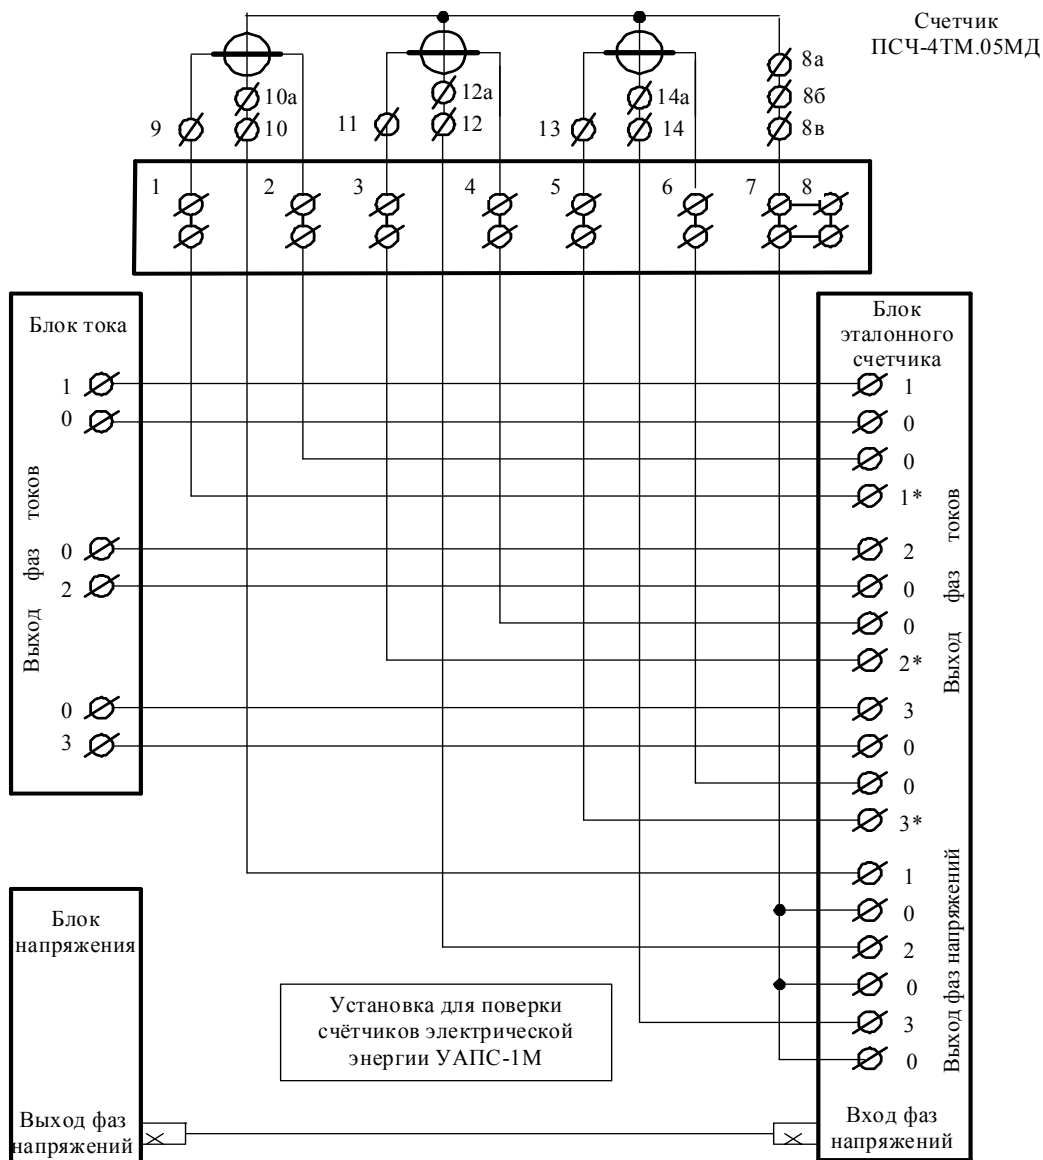 Счетчик
ПСЧ-4ТМ.05МД
8а
10а
12а
14а
8б
9
10
11
12
13
14
8в
1
2
3
4
5
6
7
8
Блок тока
1
0
Выход фаз токов
0
2
0
3
Блок
эталонного
счетчика
1
0
0
1*
2
0
0
2*
3
0
0
3*
Выход фаз токов
1
0
2
0
3
0
Выход фаз напряжений
Блок
напряжения
Установка для поверки
счётчиков электрической
энергии УАПС-1М
Выход фаз
напряжений
Вход фаз
напряжений